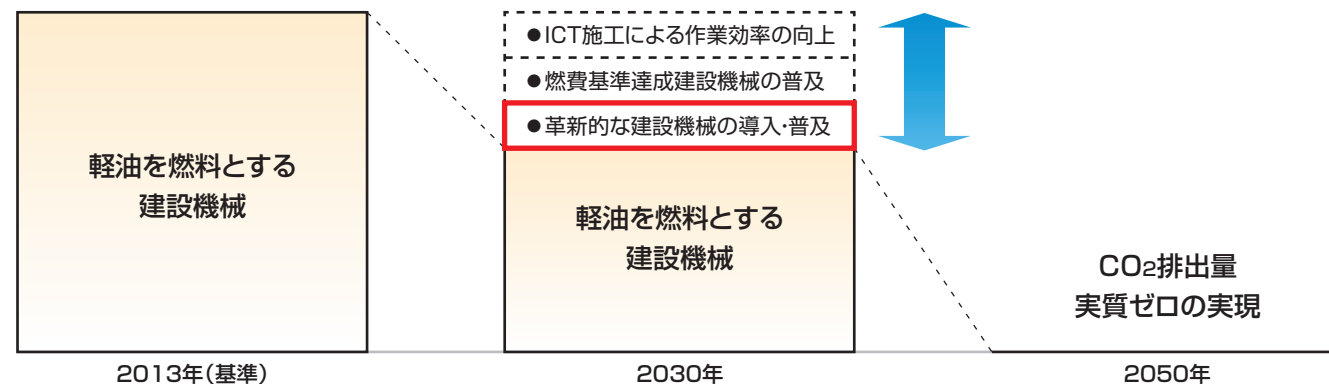 軽油を燃料とする
建設機械
2013年(基準)
●ICT施工による作業効率の向上
●燃費基準達成建設機械の普及
●革新的な建設機械の導入・普及
軽油を燃料とする
建設機械
2030年
CO2排出量
実質ゼロの実現
2050年